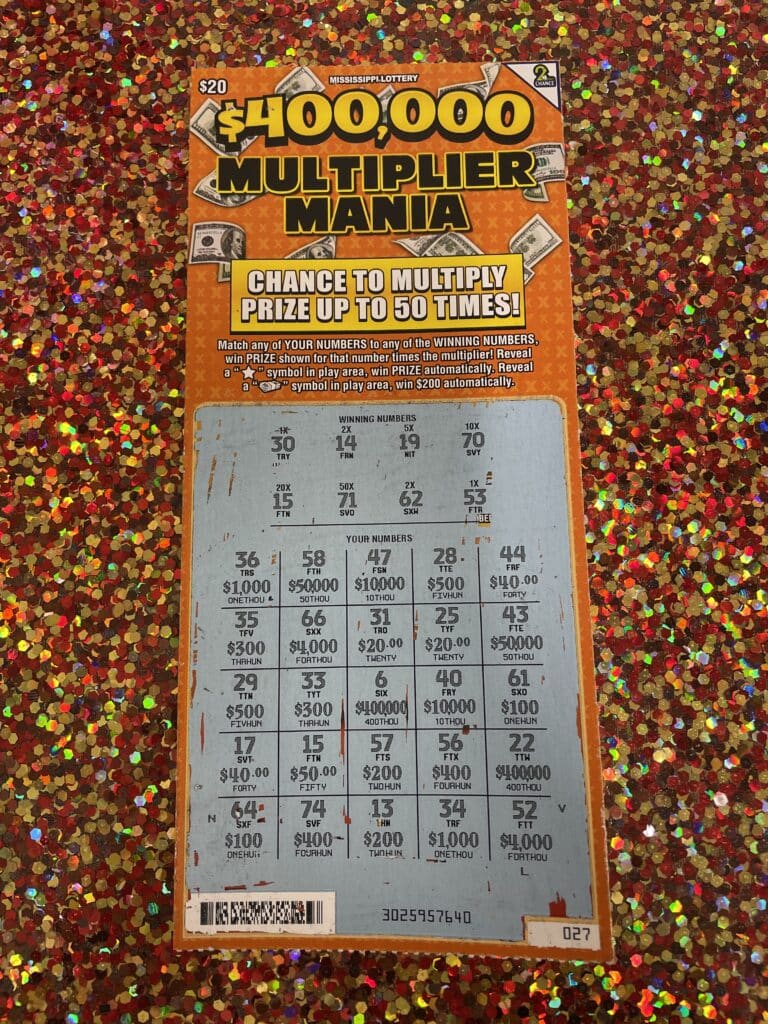 $20
MISSISSIPPI LOTTERY
2nd CHANCE
$400,000
MULTIPLIER
MANIA
CHANCE TO MULTIPLY
PRIZE UP TO 50 TIMES!
Match any of YOUR NUMBERS to any of the WINNING NUMBERS,
win PRIZE shown for that number times the multiplier! Reveal
a " " symbol in play area, win PRIZE automatically. Reveal
a " " symbol in play area, win $200 automatically.
WINNING NUMBERS
1X 2X 5X 10X
30 14 19 70
TRY FRN NIT SVY
20X 50X 2X 1X
15 71 62 53
FTN SVO SXW FTR
YOUR NUMBERS
36 58 47 28 44
TRS FTH FSN TTE FRF
$1,000 $50,000 $10,000 $500 $40.00
ONETHOU 50THOU 10THOU FIVHUN FORTY
35 66 31 25 43
TFV SXX TRO TYF FTE
$300 $4,000 $20.00 $20.00 $50,000
THRHUN FORTHOU TWENTY TWENTY 50THOU
29 33 6 40 61
TTN TYT SIX FRY SXO
$500 $300 $400,000 $10,000 $100
FIVHUN THRHUN 400THOU 10THOU ONEHUN
17 15 57 56 22
SVT FTN FTS FTX TTW
$40.00 $50.00 $200 $400 $400,000
FORTY FIFTY TWOHUN FOURHUN 400THOU
N 64 74 13 34 52 V
SXF SVF TRF FTT
$100 $400 $200 $1,000 $4,000
ONEHUN FOURHUN TWOHUN ONETHOU FORTHOU
3025957640
027